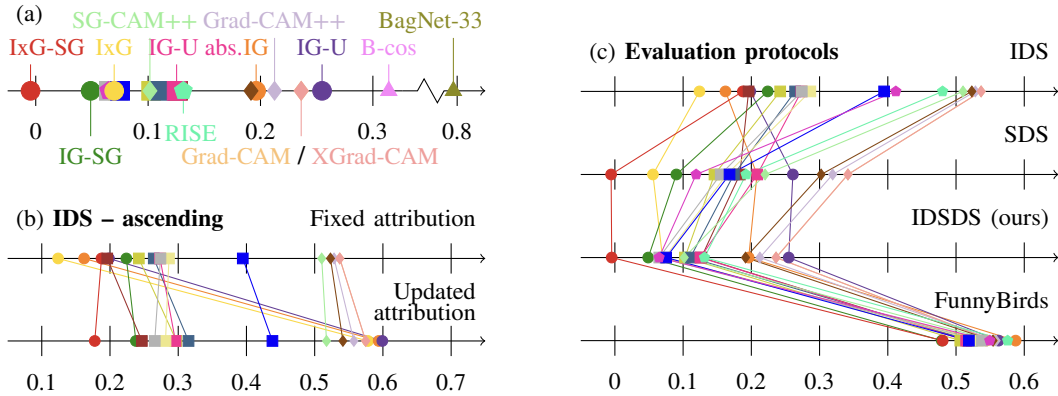 (a)
SG-CAM++ Grad-CAM++ BagNet-33
IxG-SG IxG IG-U abs. IG IG-U B-cos
0 0.1 0.2 0.3 0.8
RISE
IG-SG Grad-CAM / XGrad-CAM
(b) IDS – ascending Fixed attribution
Updated
attribution
0.1 0.2 0.3 0.4 0.5 0.6 0.7
(c) Evaluation protocols IDS
SDS
IDSDS (ours)
FunnyBirds
0 0.1 0.2 0.3 0.4 0.5 0.6